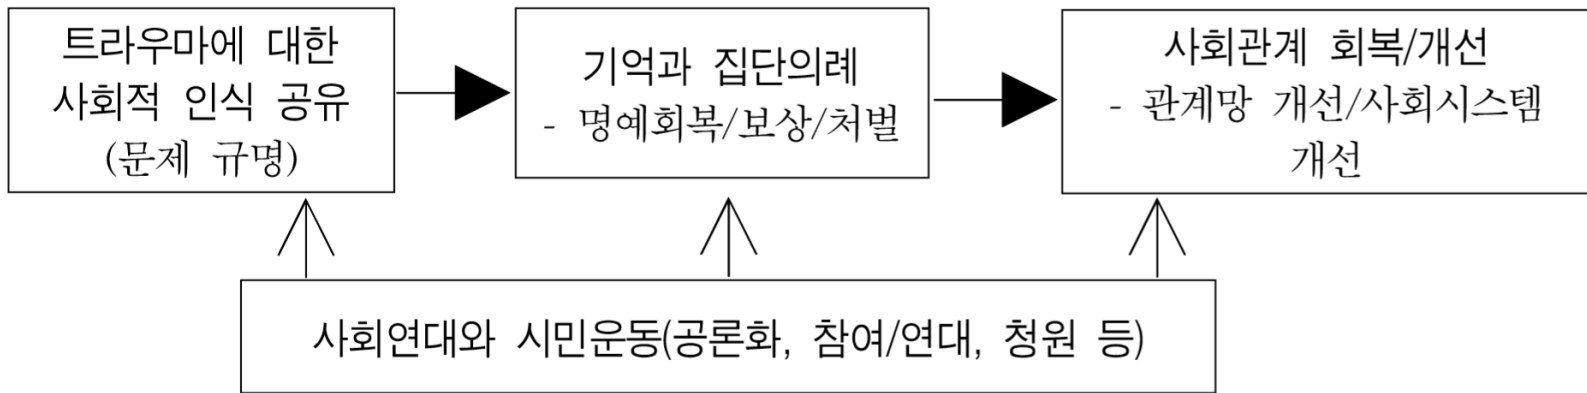 트라우마에 대한
사회적 인식 공유
(문제 규명)
기억과 집단의례
- 명예회복/보상/처벌
사회관계 회복/개선
- 관계망 개선/사회시스템
개선
사회연대와 시민운동(공론화, 참여/연대, 청원 등)